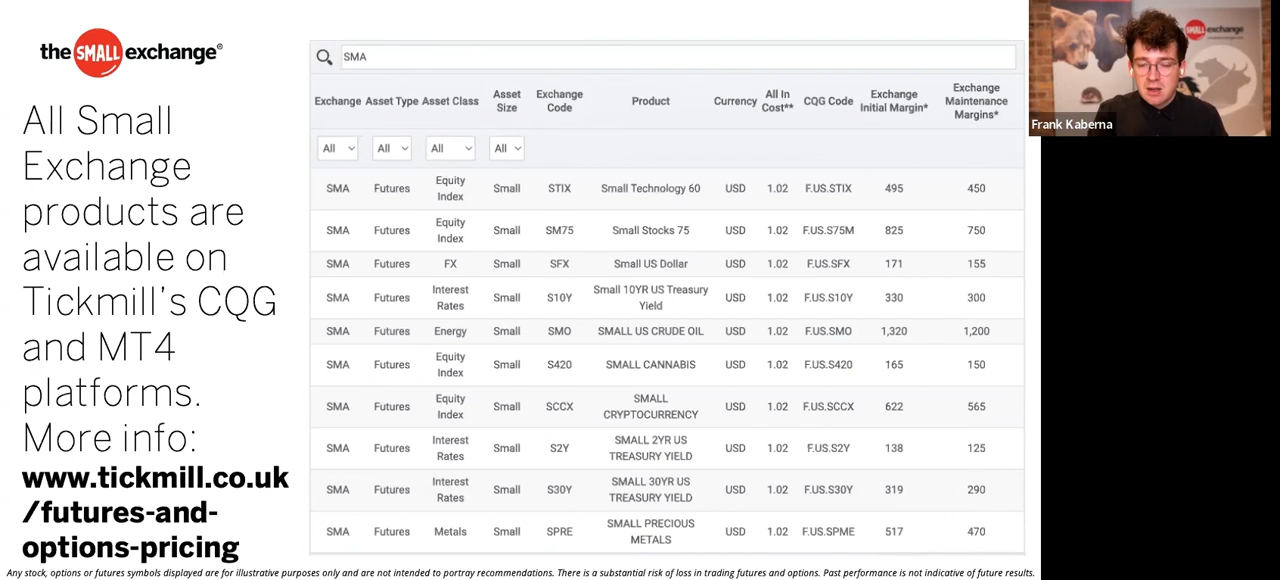 the SMALL exchange®
All Small
Exchange
products are
available on
Tickmill's CQG
and MT4
platforms.
More info:
www.tickmill.co.uk
/futures-and-
options-pricing
SMA
Exchange Asset Type Asset Class Asset Size Exchange Code Product Currency All In Cost** CQG Code Exchange Initial Margin* Exchange Maintenance Margins*
All All All All
SMA Futures Equity Index Small STIX Small Technology 60 USD 1.02 F.US.STIX 495 450
SMA Futures Equity Index Small SM75 Small Stocks 75 USD 1.02 F.US.S75M 825 750
SMA Futures FX Small SFX Small US Dollar USD 1.02 F.US.SFX 171 155
SMA Futures Interest Rates Small S10Y Small 10YR US Treasury Yield USD 1.02 F.US.S10Y 330 300
SMA Futures Energy Small SMO SMALL US CRUDE OIL USD 1.02 F.US.SMO 1,320 1,200
SMA Futures Equity Index Small S420 SMALL CANNABIS USD 1.02 F.US.S420 165 150
SMA Futures Equity Index Small SCCX SMALL CRYPTOCURRENCY USD 1.02 F.US.SCCX 622 565
SMA Futures Interest Rates Small S2Y SMALL 2YR US TREASURY YIELD USD 1.02 F.US.S2Y 138 125
SMA Futures Interest Rates Small S30Y SMALL 30YR US TREASURY YIELD USD 1.02 F.US.S30Y 319 290
SMA Futures Metals Small SPRE SMALL PRECIOUS METALS USD 1.02 F.US.SPME 517 470
Any stock, options or futures symbols displayed are for illustrative purposes only and are not intended to portray recommendations. There is a substantial risk of loss in trading futures and options. Past performance is not indicative of future results.
SMALL exchange
Frank Kaberna